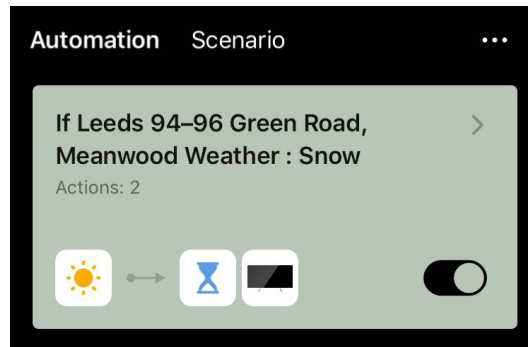 Automation Scenario
If Leeds 94–96 Green Road,
Meanwood Weather : Snow
Actions: 2